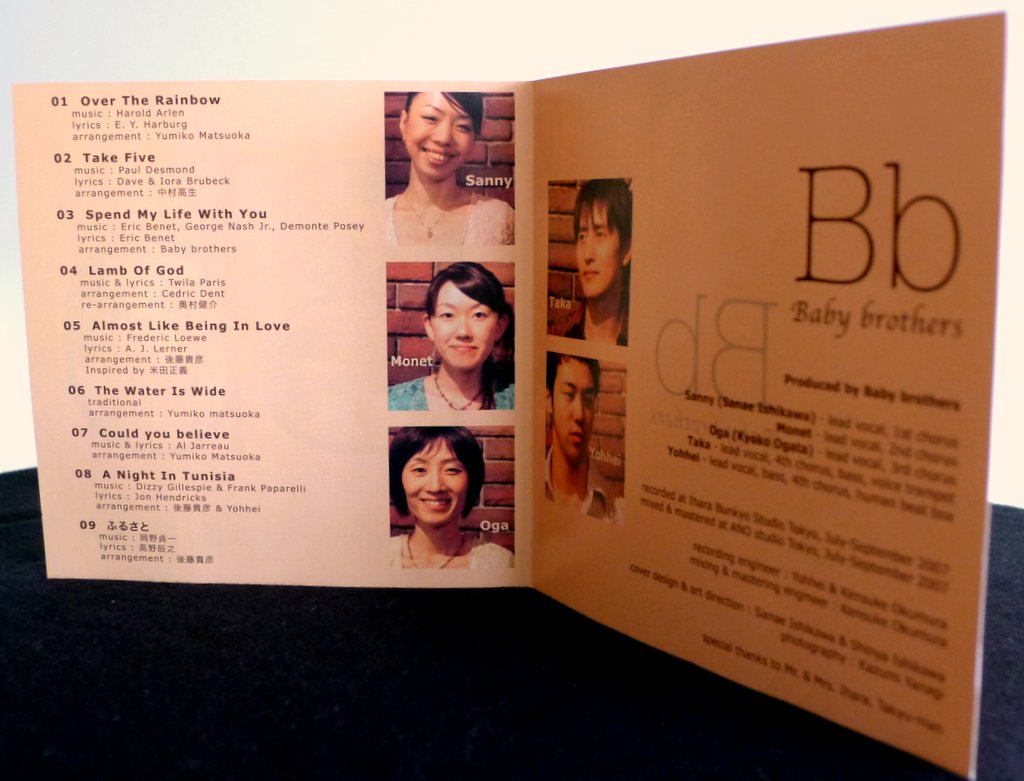 01 Over The Rainbow
music : Harold Arlen
lyrics : E. Y. Harburg
arrangement : Yumiko Matsuoka
02 Take Five
music : Paul Desmond
lyrics : Dave & Iora Brubeck
arrangement : 中村高生
03 Spend My Life With You
music : Eric Benet, George Nash Jr., Demonte Posey
lyrics : Eric Benet
arrangement : Baby brothers
04 Lamb Of God
music & lyrics : Twila Paris
arrangement : Cedric Dent
re-arrangement : 奥村健介
05 Almost Like Being In Love
music : Frederic Loewe
lyrics : A. J. Lerner
arrangement : 後藤貴彦
Inspired by 米田正義
06 The Water Is Wide
traditional
arrangement : Yumiko matsuoka
07 Could you believe
music & lyrics : Al Jarreau
arrangement : Yumiko Matsuoka
08 A Night In Tunisia
music : Dizzy Gillespie & Frank Paparelli
lyrics : Jon Hendricks
arrangement : 後藤貴彦 & Yohhei
09 ふるさと
music : 岡野貞一
lyrics : 高野辰之
arrangement : 後藤貴彦
Sanny
Monet
Oga
Taka
Yohhei
Bb
Baby brothers
Produced by Baby brothers
Sanny (Sanae Ishikawa) - lead vocal, 1st chorus
Monet - lead vocal, 2nd chorus
Oga (Kyoko Ogata) - lead vocal, 3rd chorus
Taka - lead vocal, 4th chorus, bass, trumpet
Yohhei - lead vocal, bass, 4th chorus, human beat box
recorded at Ihara Bunkyo Studio Tokyo, July-September 2007
mixed & mastered at ANO studio Tokyo, July-September 2007
recording engineer : Yohhei & Kensuke Okumura
mixing & mastering engineer : Kensuke Okumura
cover design & art direction : Sanae Ishikawa & Shinya Ishikawa
photography : Kazumi Yanagi
special thanks to Mr. & Mrs. Ihara, Takyu-man